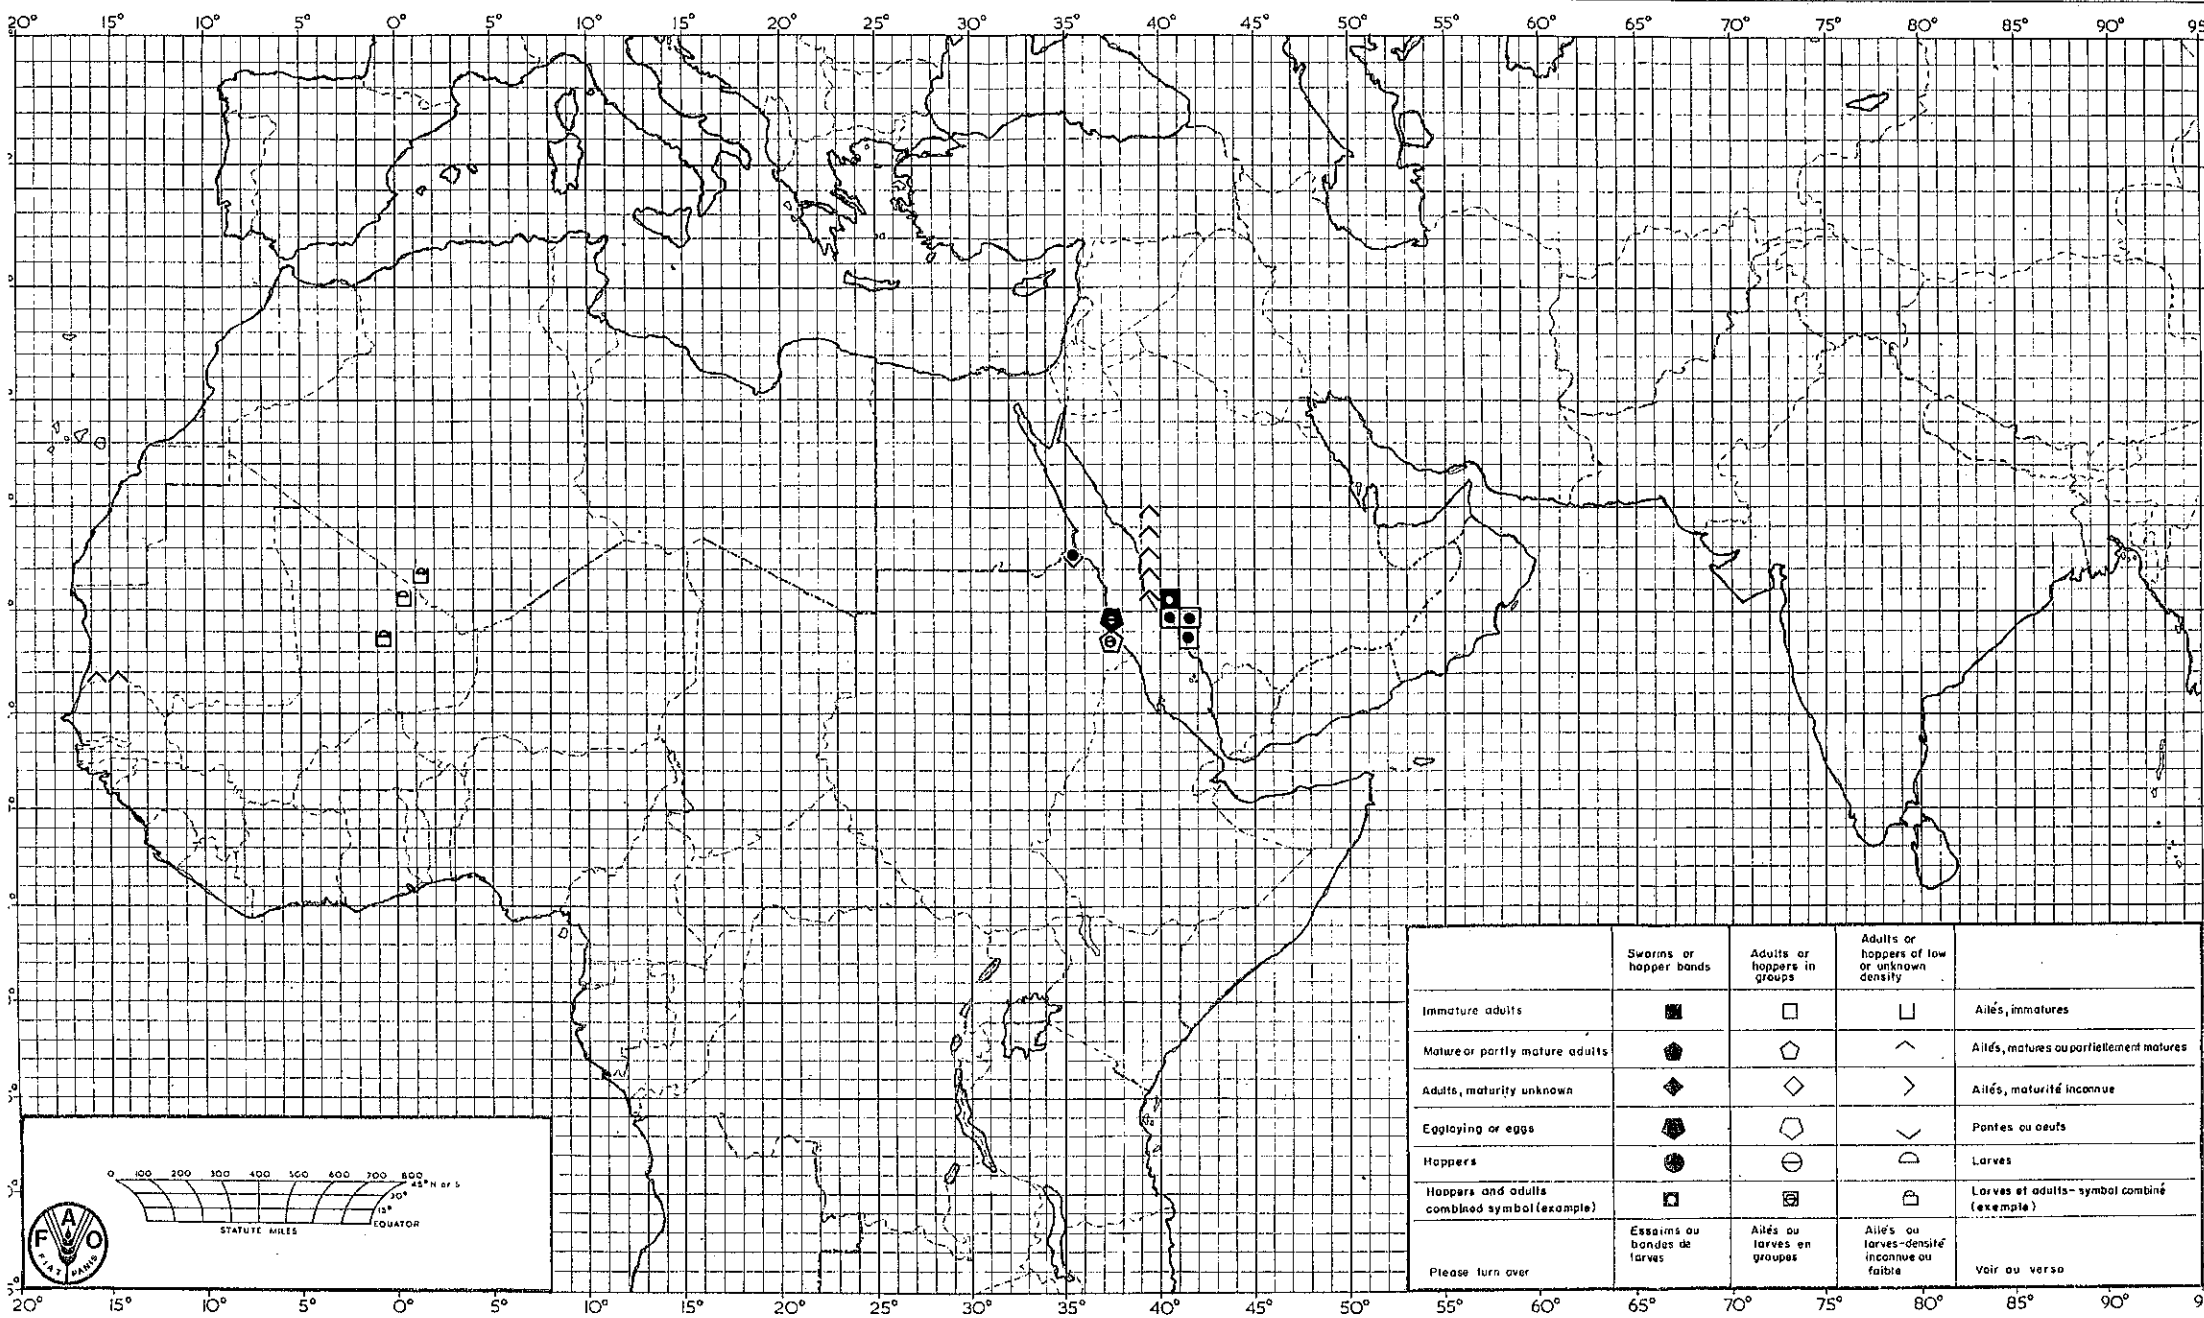 20° 15° 10° 5° 0° 5° 10° 15° 20° 25° 30° 35° 40° 45° 50° 55° 60° 65° 70° 75° 80° 85° 90° 95
Swarms or hopper bands
Adults or hoppers in groups
Adults or hoppers of low or unknown density
Immature adults
Ailés, immatures
Mature or partly mature adults
Ailés, matures ou partiellement matures
Adults, maturity unknown
Ailés, maturité inconnue
Egglaying or eggs
Pontes ou oeufs
Hoppers
Larves
Hoppers and adults
combined symbol (example)
Larves et adults- symbol combiné
(exemple)
Essaims ou bandes de larves
Ailés ou larves en groupes
Ailés ou larves-densité inconnue ou faible
Please turn over
Voir au verso
0 100 200 300 400 500 600 700 800
45° N or S
30°
15°
EQUATOR
STATUTE MILES
F A O
FIAT PANIS
20° 15° 10° 5° 0° 5° 10° 15° 20° 25° 30° 35° 40° 45° 50° 55° 60° 65° 70° 75° 80° 85° 90° 9